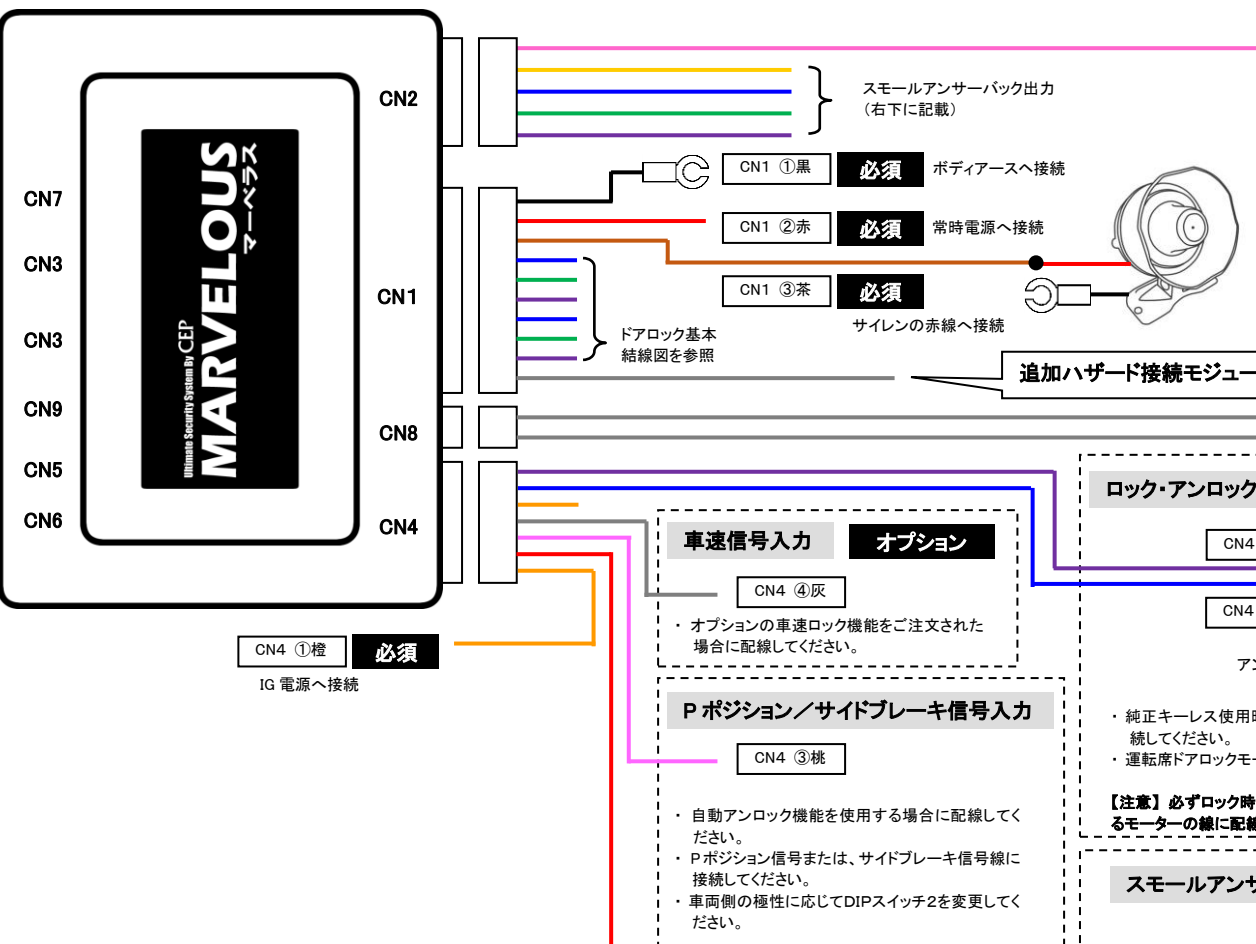 CN7
CN3
CN3
CN9
CN5
CN6
Ultimate Security System By CEP
MARVELOUS
マーベラス
CN2
CN1
CN8
CN4
スモールアンサーバック出力
(右下に記載)
CN1 ①黒
必須
ボディアースへ接続
CN1 ②赤
必須
常時電源へ接続
CN1 ③茶
必須
サイレンの赤線へ接続
ドアロック基本
結線図を参照
追加ハザード接続モジュー
CN4 ①橙
必須
IG 電源へ接続
車速信号入力
オプション
CN4 ④灰
・ オプションの車速ロック機能をご注文された
場合に配線してください。
P ポジション／サイドブレーキ信号入力
CN4 ③桃
・ 自動アンロック機能を使用する場合に配線してく
ださい。
・ Pポジション信号または、サイドブレーキ信号線に
接続してください。
・ 車両側の極性に応じてDIPスイッチ2を変更してく
ださい。
ロック・アンロック
CN4
CN4
アン
・ 純正キーレス使用時
続してください。
・ 運転席ドアロックモー
【注意】 必ずロック時
るモーターの線に配線
スモールアンサ